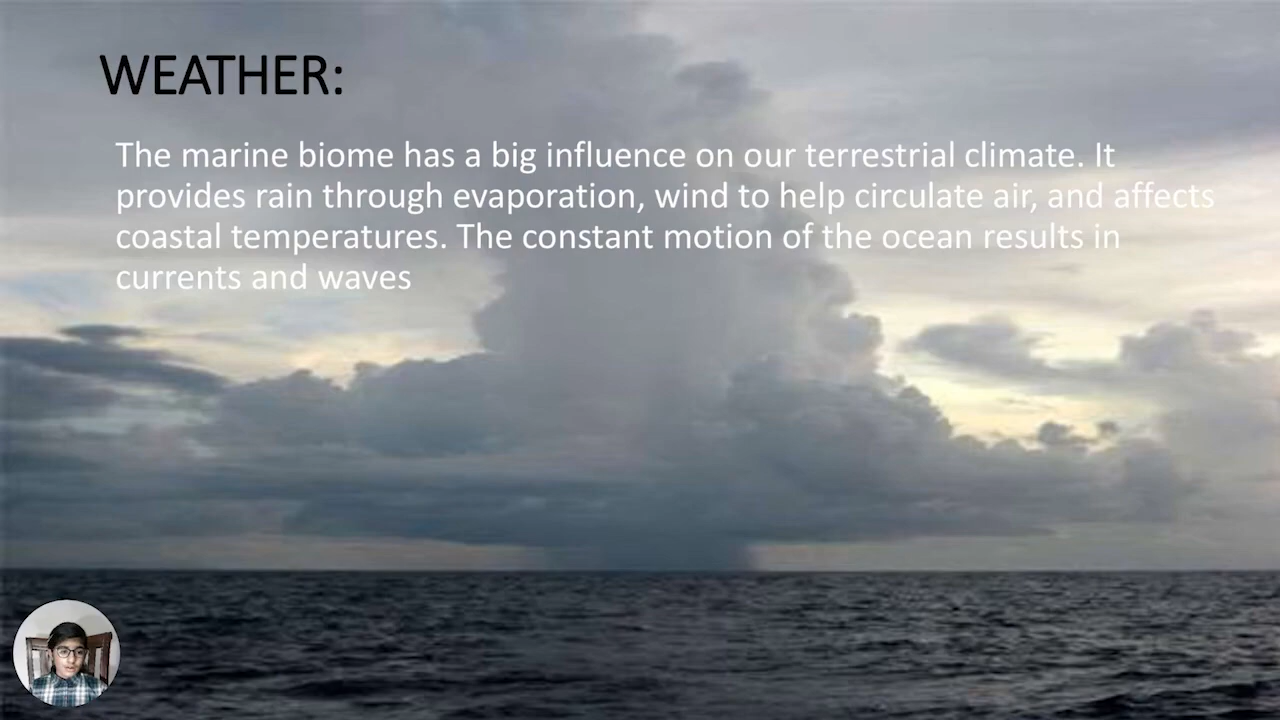 WEATHER:
The marine biome has a big influence on our terrestrial climate. It
provides rain through evaporation, wind to help circulate air, and affects
coastal temperatures. The constant motion of the ocean results in
currents and waves